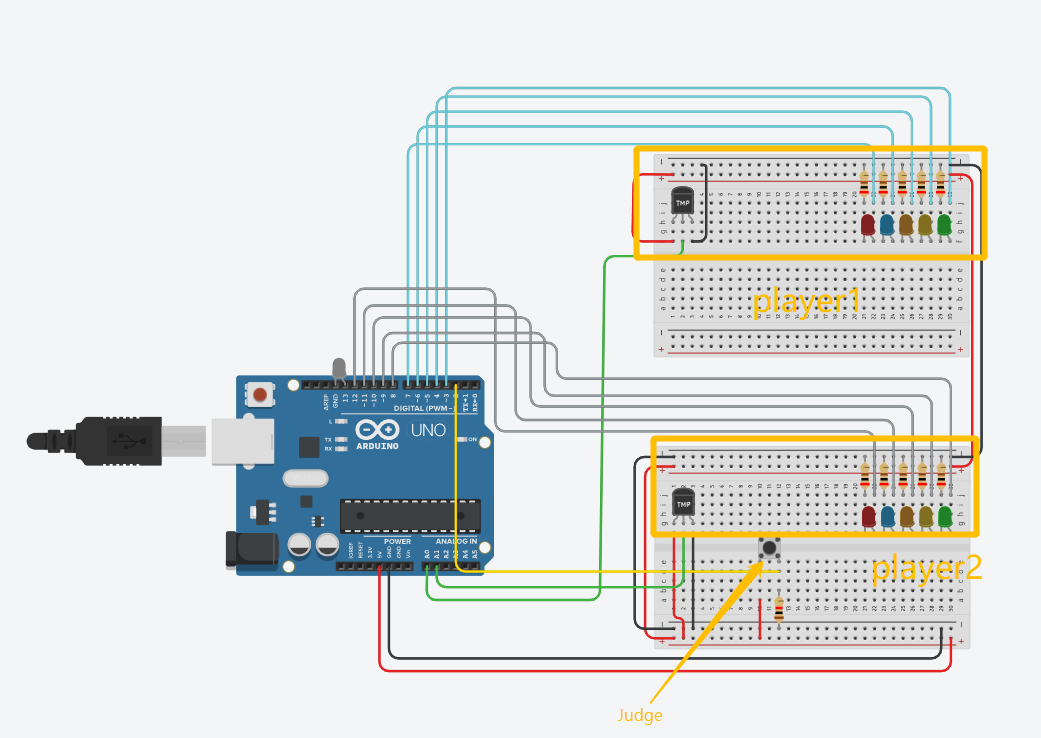 TMP
player1
AREF
GND
13
12
~11
~10
~9
8
7
~6
~5
4
~3
TX→1
RX←0
DIGITAL (PWM~)
L
TX
RX
ARDUINO
UNO
ON
TMP
POWER
ANALOG IN
IOREF
RESET
3.3V
5V
GND
GND
Vin
A0
A1
A2
A4
A5
player2
Judge